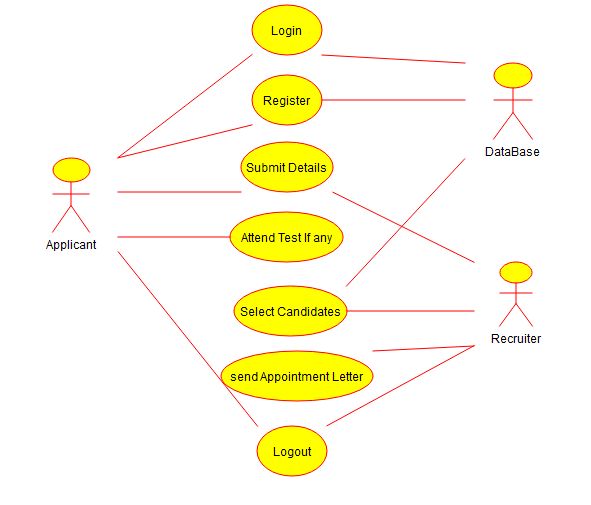 Login
Register
DataBase
Submit Details
Applicant
Attend Test If any
Select Candidates
Recruiter
send Appointment Letter
Logout